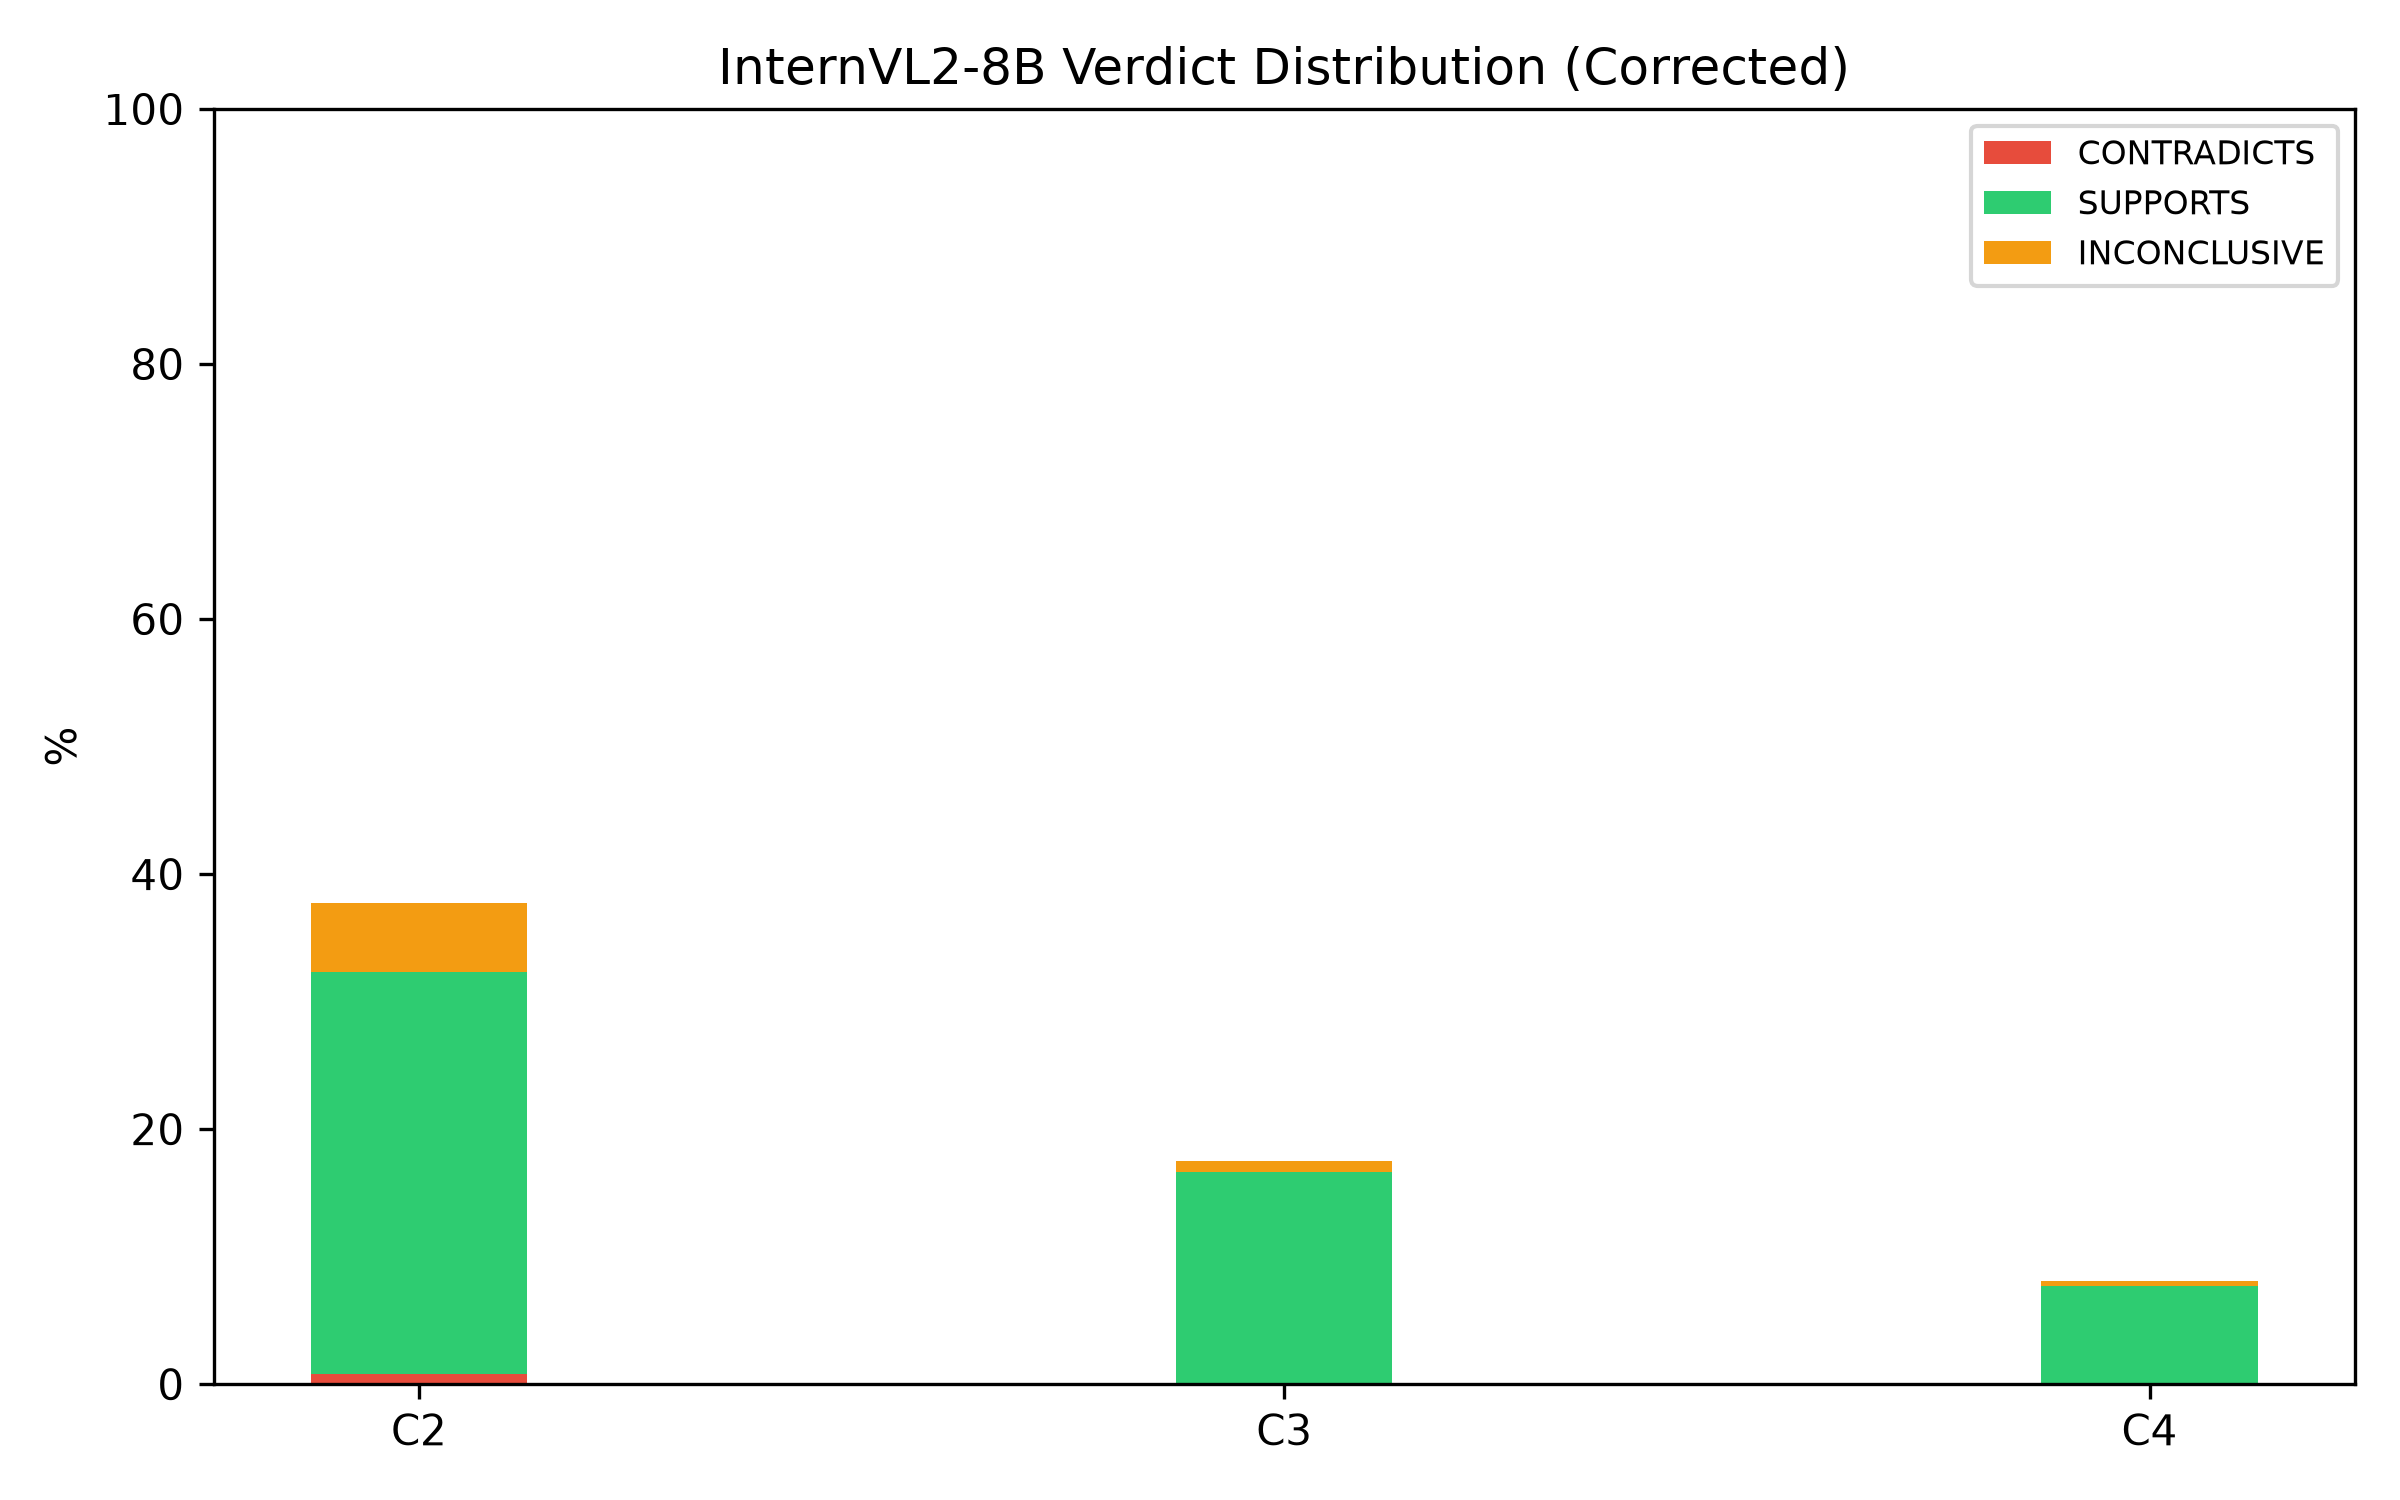 InternVL2-8B Verdict Distribution (Corrected)
100
80
60
40
20
0
%
CONTRADICTS
SUPPORTS
INCONCLUSIVE
C2
C3
C4